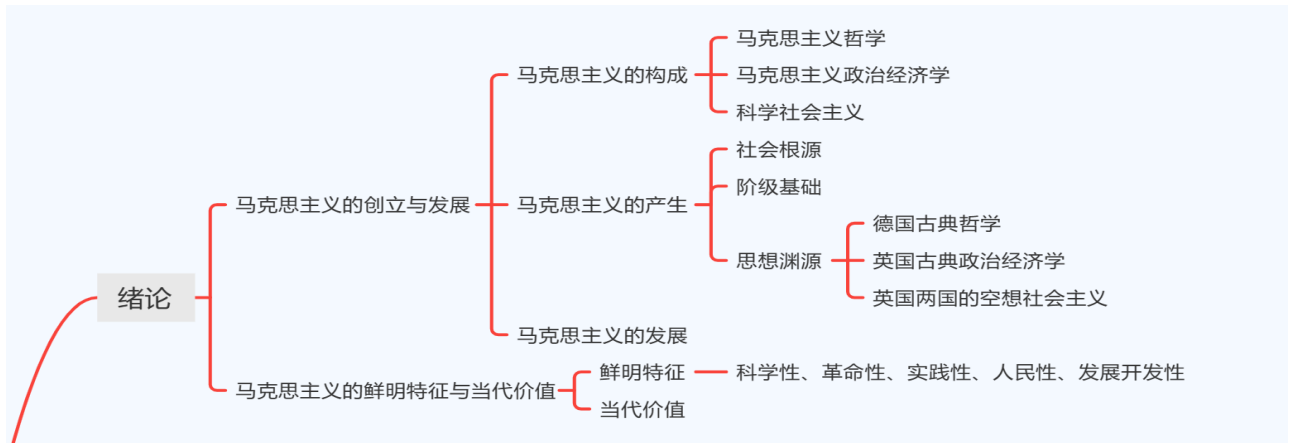 绪论
马克思主义的创立与发展
马克思主义的构成
马克思主义哲学
马克思主义政治经济学
科学社会主义
马克思主义的产生
社会根源
阶级基础
思想渊源
德国古典哲学
英国古典政治经济学
英国两国的空想社会主义
马克思主义的发展
马克思主义的鲜明特征与当代价值
鲜明特征
科学性、革命性、实践性、人民性、发展开发性
当代价值